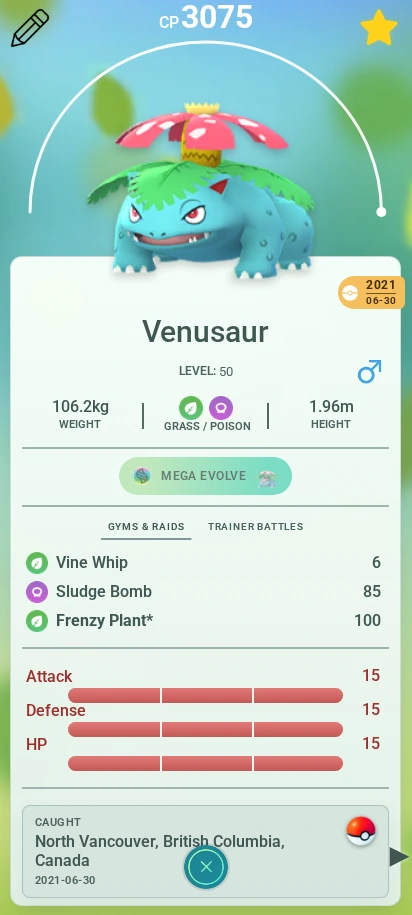 CP 3075
2021
06-30
Venusaur
LEVEL: 50
106.2kg
WEIGHT
GRASS / POISON
1.96m
HEIGHT
MEGA EVOLVE
GYMS & RAIDS TRAINER BATTLES
Vine Whip 6
Sludge Bomb 85
Frenzy Plant* 100
Attack 15
Defense 15
HP 15
CAUGHT
North Vancouver, British Columbia,
Canada
2021-06-30